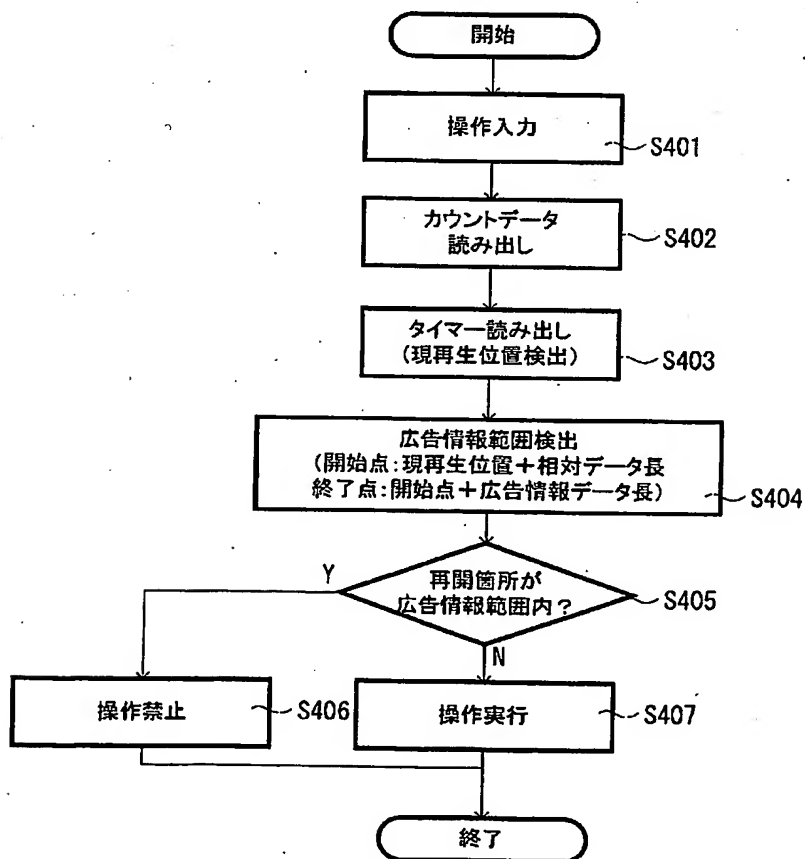 開始
操作入力
S401
カウントデータ
読み出し
S402
タイマー読み出し
(現再生位置検出)
S403
広告情報範囲検出
(開始点:現再生位置+相対データ長
終了点:開始点+広告情報データ長)
S404
再開箇所が
広告情報範囲内?
S405
Y
N
操作禁止
S406
操作実行
S407
終了